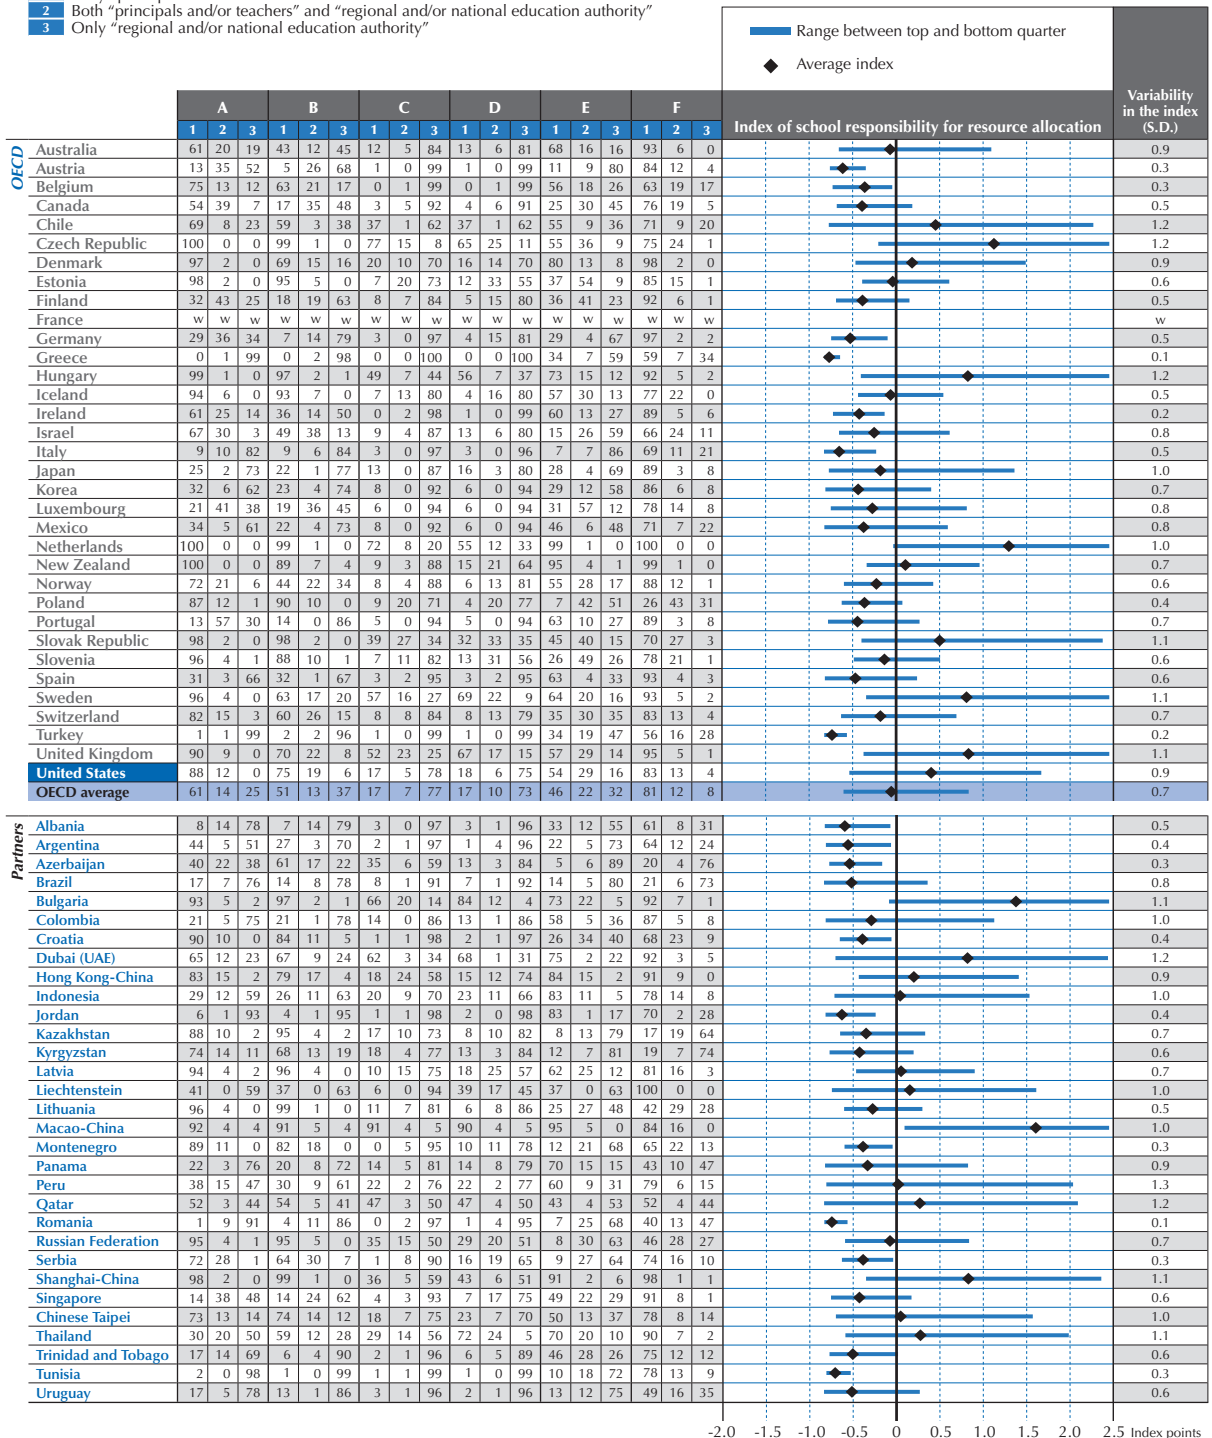 2 Both “principals and/or teachers” and “regional and/or national education authority”
3 Only “regional and/or national education authority”
Range between top and bottom quarter
Average index
A B C D E F
Variability in the index (S.D.)
1 2 3 1 2 3 1 2 3 1 2 3 1 2 3 1 2 3 Index of school responsibility for resource allocation
OECD
Australia 61 20 19 43 12 45 12 5 84 13 6 81 68 16 16 93 6 0 0.9
Austria 13 35 52 5 26 68 1 0 99 1 0 99 11 9 80 84 12 4 0.3
Belgium 75 13 12 63 21 17 0 1 99 0 1 99 56 18 26 63 19 17 0.3
Canada 54 39 7 17 35 48 3 5 92 4 6 91 25 30 45 76 19 5 0.5
Chile 69 8 23 59 3 38 37 1 62 37 1 62 55 9 36 71 9 20 1.2
Czech Republic 100 0 0 99 1 0 77 15 8 65 25 11 55 36 9 75 24 1 1.2
Denmark 97 2 0 69 15 16 20 10 70 16 14 70 80 13 8 98 2 0 0.9
Estonia 98 2 0 95 5 0 7 20 73 12 33 55 37 54 9 85 15 1 0.6
Finland 32 43 25 18 19 63 8 7 84 5 15 80 36 41 23 92 6 1 0.5
France w w w w w w w w w w w w w w w w w w w
Germany 29 36 34 7 14 79 3 0 97 4 15 81 29 4 67 97 2 2 0.5
Greece 0 1 99 0 2 98 0 0 100 0 0 100 34 7 59 59 7 34 0.1
Hungary 99 1 0 97 2 1 49 7 44 56 7 37 73 15 12 92 5 2 1.2
Iceland 94 6 0 93 7 0 7 13 80 4 16 80 57 30 13 77 22 0 0.5
Ireland 61 25 14 36 14 50 0 2 98 1 0 99 60 13 27 89 5 6 0.2
Israel 67 30 3 49 38 13 9 4 87 13 6 80 15 26 59 66 24 11 0.8
Italy 9 10 82 9 6 84 3 0 97 3 0 96 7 7 86 69 11 21 0.5
Japan 25 2 73 22 1 77 13 0 87 16 3 80 28 4 69 89 3 8 1.0
Korea 32 6 62 23 4 74 8 0 92 6 0 94 29 12 58 86 6 8 0.7
Luxembourg 21 41 38 19 36 45 6 0 94 6 0 94 31 57 12 78 14 8 0.8
Mexico 34 5 61 22 4 73 8 0 92 6 0 94 46 6 48 71 7 22 0.8
Netherlands 100 0 0 99 1 0 72 8 20 55 12 33 99 1 0 100 0 0 1.0
New Zealand 100 0 0 89 7 4 9 3 88 15 21 64 95 4 1 99 1 0 0.7
Norway 72 21 6 44 22 34 8 4 88 6 13 81 55 28 17 88 12 1 0.6
Poland 87 12 1 90 10 0 9 20 71 4 20 77 7 42 51 26 43 31 0.4
Portugal 13 57 30 14 0 86 5 0 94 5 0 94 63 10 27 89 3 8 0.7
Slovak Republic 98 2 0 98 2 0 39 27 34 32 33 35 45 40 15 70 27 3 1.1
Slovenia 96 4 1 88 10 1 7 11 82 13 31 56 26 49 26 78 21 1 0.6
Spain 31 3 66 32 1 67 3 2 95 3 2 95 63 4 33 93 4 3 0.6
Sweden 96 4 0 63 17 20 57 16 27 69 22 9 64 20 16 93 5 2 1.1
Switzerland 82 15 3 60 26 15 8 8 84 8 13 79 35 30 35 83 13 4 0.7
Turkey 1 1 99 2 2 96 1 0 99 1 0 99 34 19 47 56 16 28 0.2
United Kingdom 90 9 0 70 22 8 52 23 25 67 17 15 57 29 14 95 5 1 1.1
United States 88 12 0 75 19 6 17 5 78 18 6 75 54 29 16 83 13 4 0.9
OECD average 61 14 25 51 13 37 17 7 77 17 10 73 46 22 32 81 12 8 0.7
Partners
Albania 8 14 78 7 14 79 3 0 97 3 1 96 33 12 55 61 8 31 0.5
Argentina 44 5 51 27 3 70 2 1 97 1 4 96 22 5 73 64 12 24 0.4
Azerbaijan 40 22 38 61 17 22 35 6 59 13 3 84 5 6 89 20 4 76 0.3
Brazil 17 7 76 14 8 78 8 1 91 7 1 92 14 5 80 21 6 73 0.8
Bulgaria 93 5 2 97 2 1 66 20 14 84 12 4 73 22 5 92 7 1 1.1
Colombia 21 5 75 21 1 78 14 0 86 13 1 86 58 5 36 87 5 8 1.0
Croatia 90 10 0 84 11 5 1 1 98 2 1 97 26 34 40 68 23 9 0.4
Dubai (UAE) 65 12 23 67 9 24 62 3 34 68 1 31 75 2 22 92 3 5 1.2
Hong Kong-China 83 15 2 79 17 4 18 24 58 15 12 74 84 15 2 91 9 0 0.9
Indonesia 29 12 59 26 11 63 20 9 70 23 11 66 83 11 5 78 14 8 1.0
Jordan 6 1 93 4 1 95 1 1 98 2 0 98 83 1 17 70 2 28 0.4
Kazakhstan 88 10 2 95 4 2 17 10 73 8 10 82 8 13 79 17 19 64 0.7
Kyrgyzstan 74 14 11 68 13 19 18 4 77 13 3 84 12 7 81 19 7 74 0.6
Latvia 94 4 2 96 4 0 10 15 75 18 25 57 62 25 12 81 16 3 0.7
Liechtenstein 41 0 59 37 0 63 6 0 94 39 17 45 37 0 63 100 0 0 1.0
Lithuania 96 4 0 99 1 0 11 7 81 6 8 86 25 27 48 42 29 28 0.5
Macao-China 92 4 4 91 5 4 91 4 5 90 4 5 95 5 0 84 16 0 1.0
Montenegro 89 11 0 82 18 0 0 5 95 10 11 78 12 21 68 65 22 13 0.3
Panama 22 3 76 20 8 72 14 5 81 14 8 79 70 15 15 43 10 47 0.9
Peru 38 15 47 30 9 61 22 2 76 22 2 77 60 9 31 79 6 15 1.3
Qatar 52 3 44 54 5 41 47 3 50 47 4 50 43 4 53 52 4 44 1.2
Romania 1 9 91 4 11 86 0 2 97 1 4 95 7 25 68 40 13 47 0.1
Russian Federation 95 4 1 95 5 0 35 15 50 29 20 51 8 30 63 46 28 27 0.7
Serbia 72 28 1 64 30 7 1 8 90 16 19 65 9 27 64 74 16 10 0.3
Shanghai-China 98 2 0 99 1 0 36 5 59 43 6 51 91 2 6 98 1 1 1.1
Singapore 14 38 48 14 24 62 4 3 93 7 17 75 49 22 29 91 8 1 0.6
Chinese Taipei 73 13 14 74 14 12 18 7 75 23 7 70 50 13 37 78 8 14 1.0
Thailand 30 20 50 59 12 28 29 14 56 72 24 5 70 20 10 90 7 2 1.1
Trinidad and Tobago 17 14 69 6 4 90 2 1 96 6 5 89 46 28 26 75 12 12 0.6
Tunisia 2 0 98 1 0 99 1 1 99 1 0 99 10 18 72 78 13 9 0.3
Uruguay 17 5 78 13 1 86 3 1 96 2 1 96 13 12 75 49 16 35 0.6
-2.0 -1.5 -0.5 -0.5 0 0.5 1.0 1.5 2.0 2.5 Index points